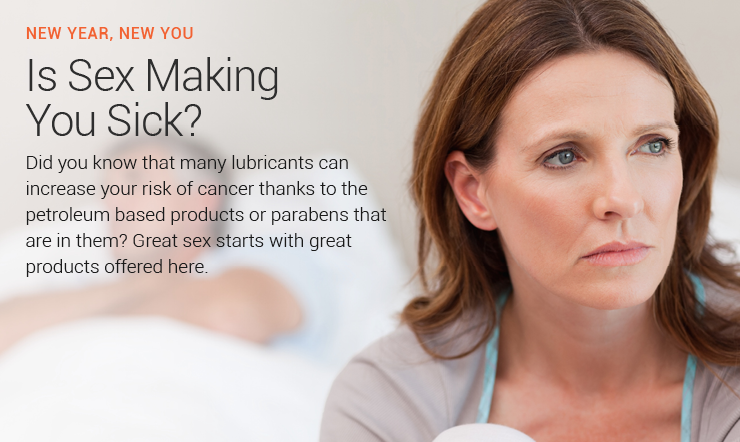 NEW YEAR, NEW YOU
Is Sex Making
You Sick?
Did you know that many lubricants can
increase your risk of cancer thanks to the
petroleum based products or parabens that
are in them? Great sex starts with great
products offered here.